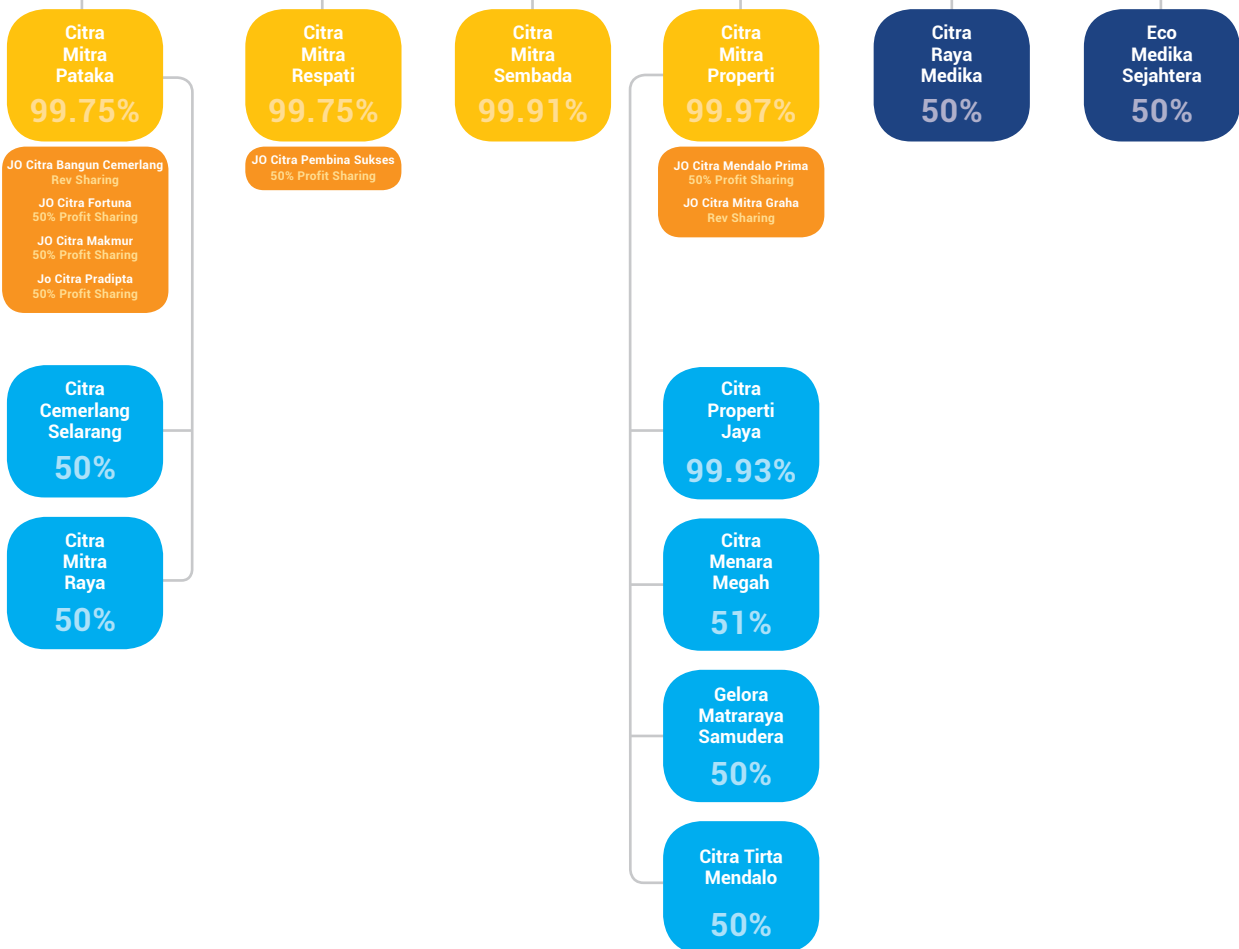 Citra
Mitra
Pataka
99.75%
JO Citra Bangun Cemerlang
Rev Sharing
JO Citra Fortuna
50% Profit Sharing
JO Citra Makmur
50% Profit Sharing
Jo Citra Pradipta
50% Profit Sharing
Citra
Cemerlang
Selarang
50%
Citra
Mitra
Raya
50%
Citra
Mitra
Respati
99.75%
JO Citra Pembina Sukses
50% Profit Sharing
Citra
Mitra
Sembada
99.91%
Citra
Mitra
Properti
99.97%
JO Citra Mendalo Prima
50% Profit Sharing
JO Citra Mitra Graha
Rev Sharing
Citra
Properti
Jaya
99.93%
Citra
Menara
Megah
51%
Gelora
Matraraya
Samudera
50%
Citra Tirta
Mendalo
50%
Citra
Raya
Medika
50%
Eco
Medika
Sejahtera
50%